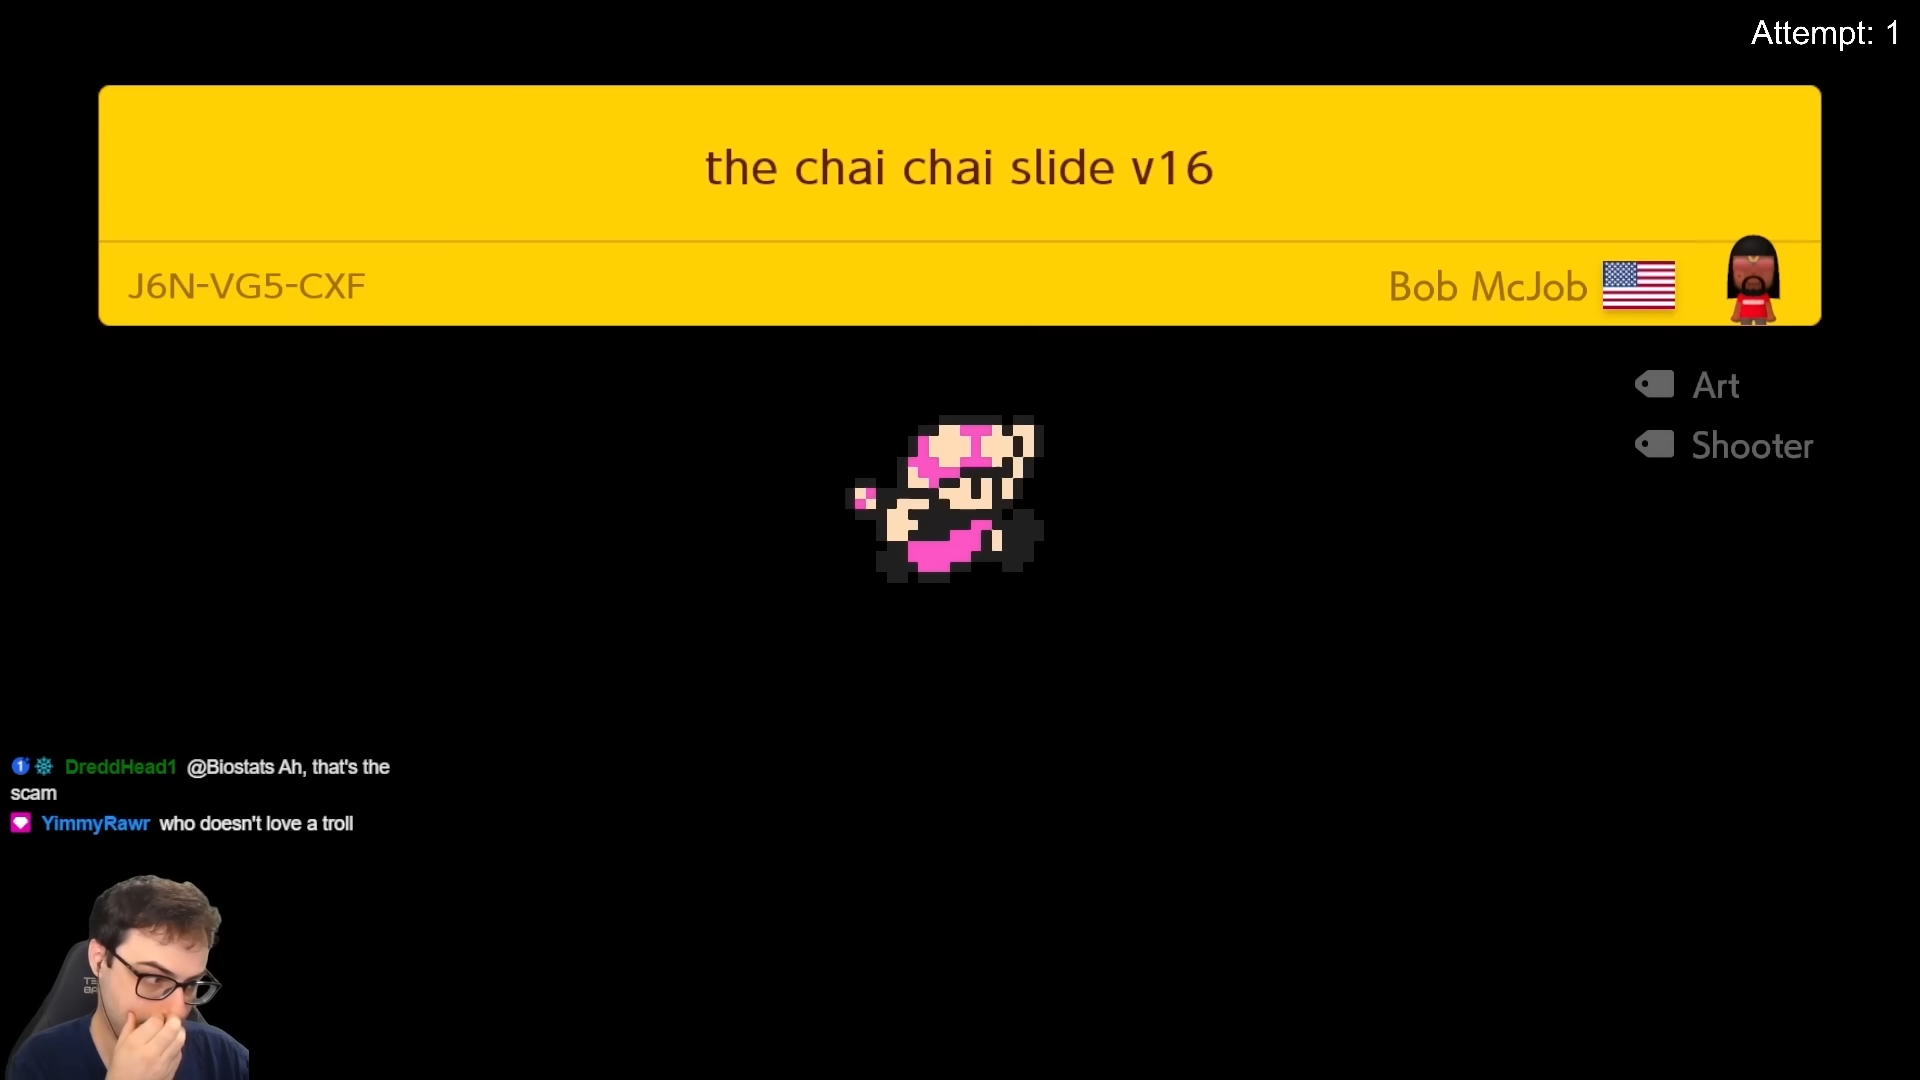 Attempt: 1
the chai chai slide v16
J6N-VG5-CXF
Bob McJob
Art
Shooter
1 DreddHead1 @Biostats Ah, that's the
scam
YimmyRawr who doesn't love a troll